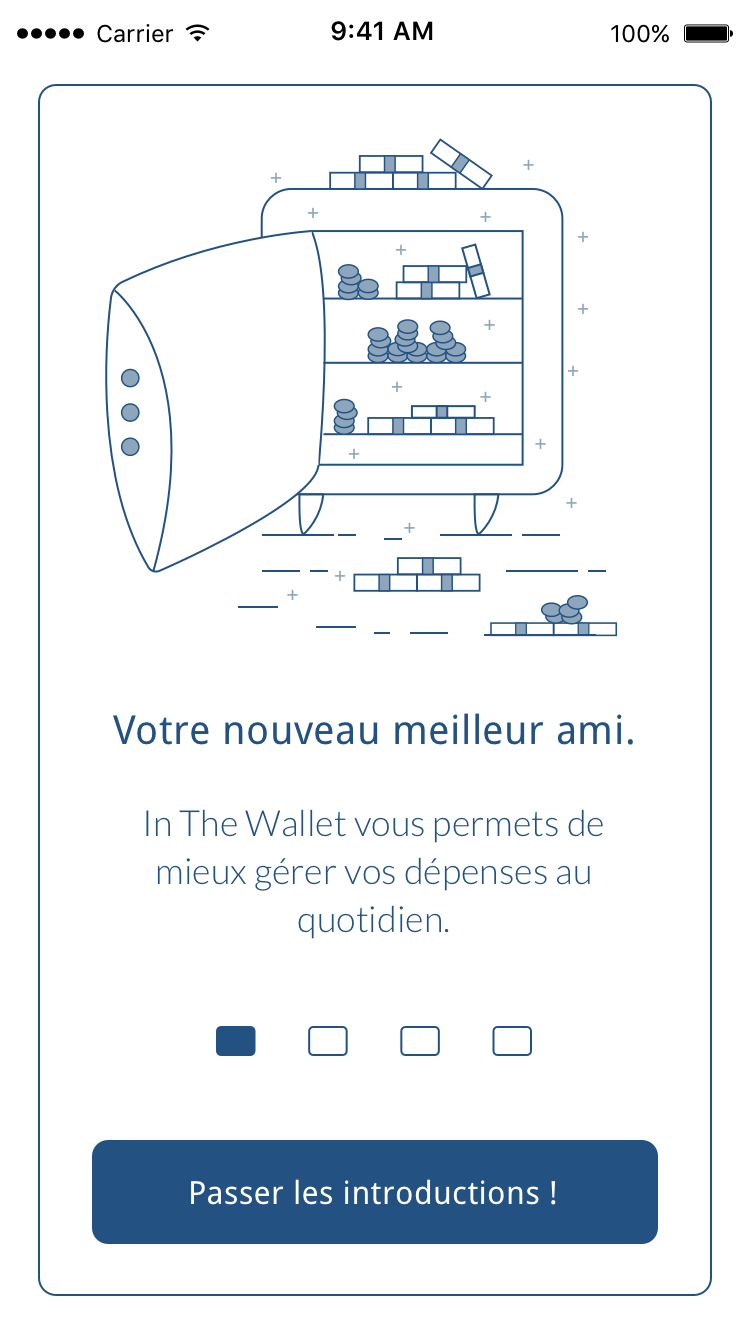 Carrier 9:41 AM 100%
Votre nouveau meilleur ami.
In The Wallet vous permets de
mieux gérer vos dépenses au
quotidien.
Passer les introductions !